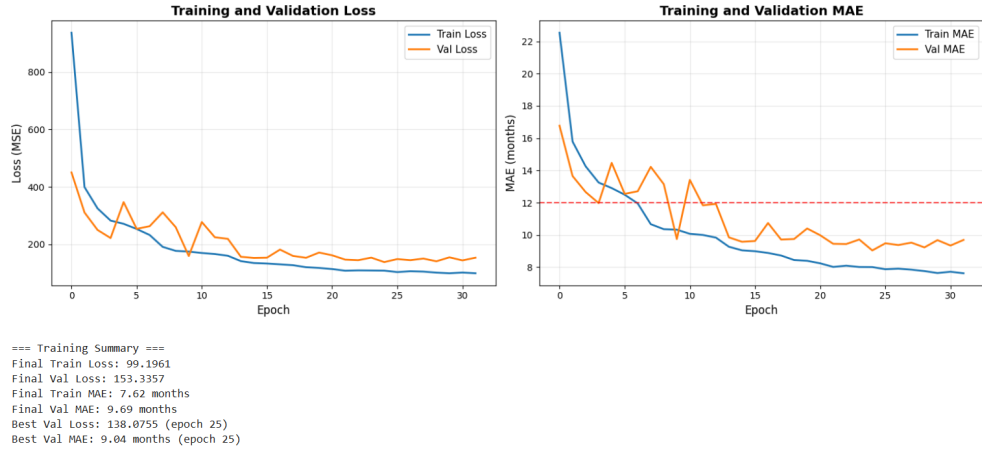 Training and Validation Loss
Train Loss
Val Loss
800
600
400
200
Loss (MSE)
0 5 10 15 20 25 30
Epoch
Training and Validation MAE
Train MAE
Val MAE
22
20
18
16
14
12
10
8
MAE (months)
0 5 10 15 20 25 30
Epoch
=== Training Summary ===
Final Train Loss: 99.1961
Final Val Loss: 153.3357
Final Train MAE: 7.62 months
Final Val MAE: 9.69 months
Best Val Loss: 138.0755 (epoch 25)
Best Val MAE: 9.04 months (epoch 25)